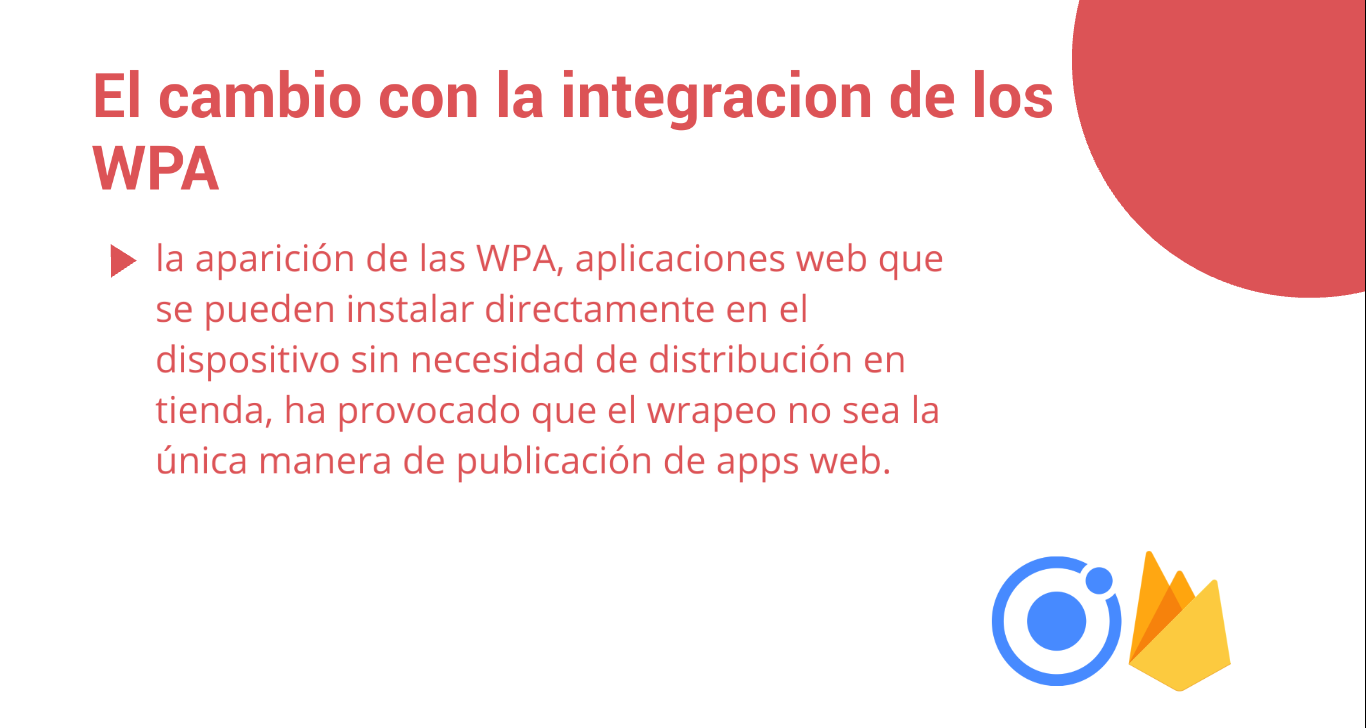 El cambio con la integracion de los
WPA
la aparición de las WPA, aplicaciones web que
se pueden instalar directamente en el
dispositivo sin necesidad de distribución en
tienda, ha provocado que el wrapeo no sea la
única manera de publicación de apps web.